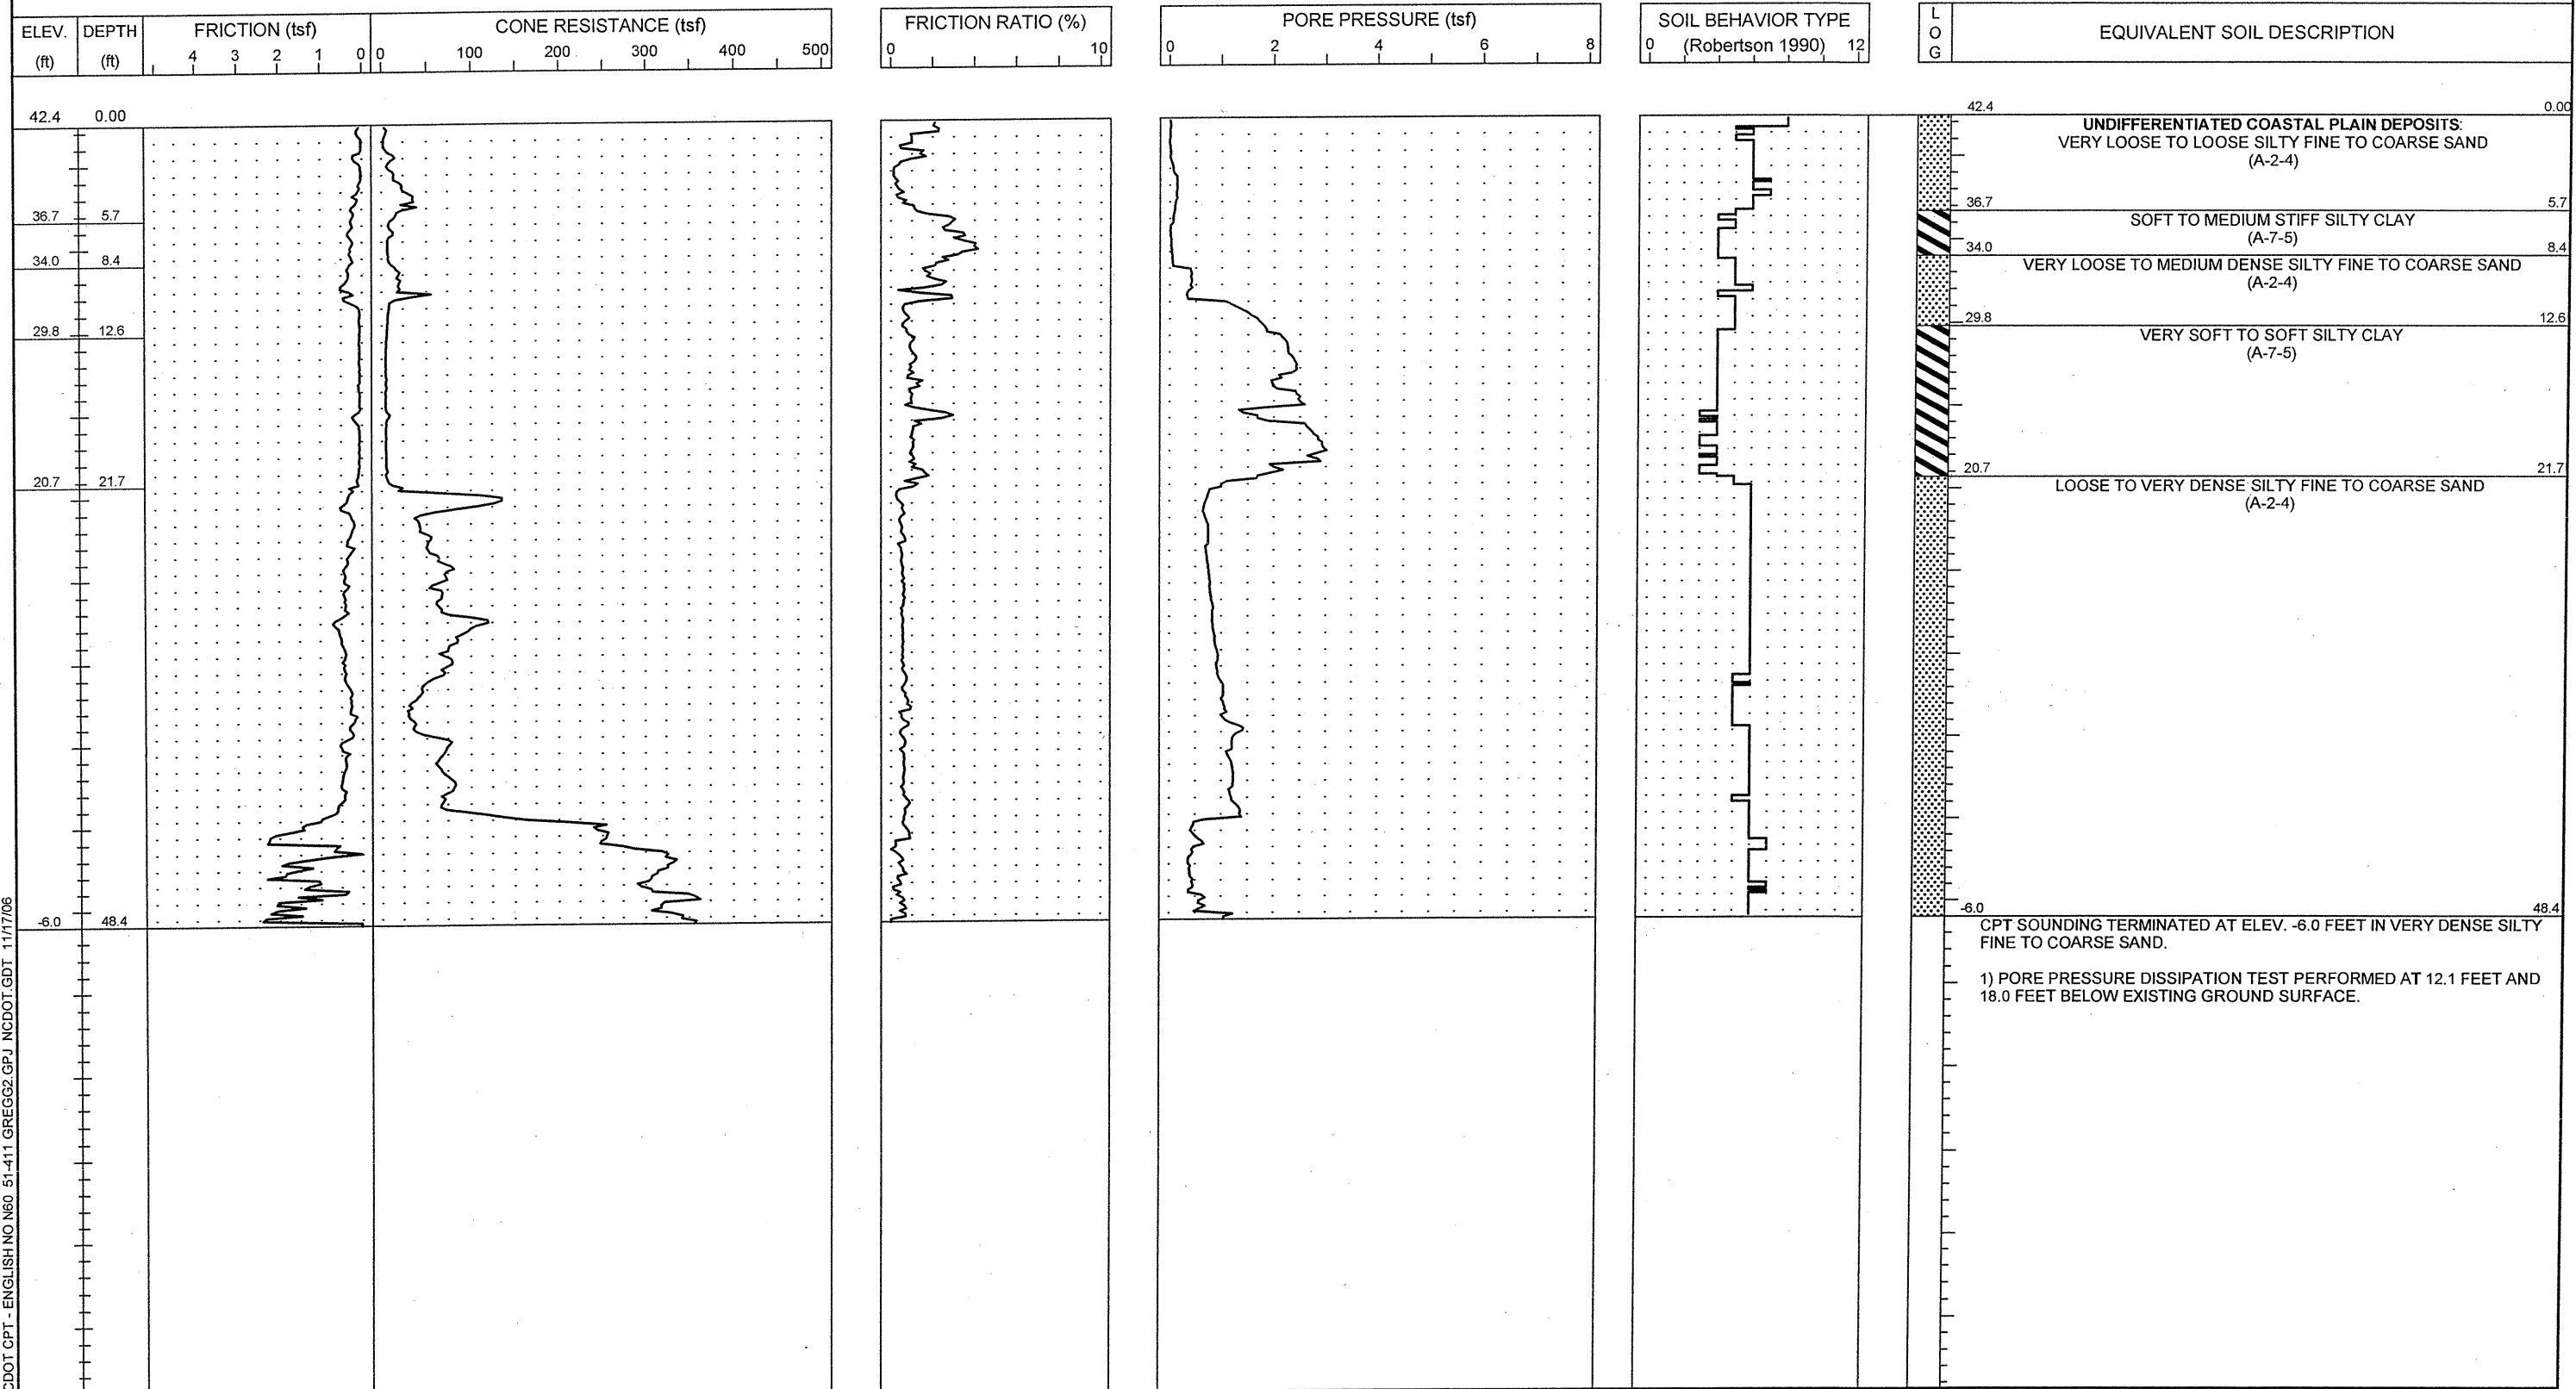 ELEV. DEPTH FRICTION (tsf) CONE RESISTANCE (tsf) FRICTION RATIO (%) PORE PRESSURE (tsf) SOIL BEHAVIOR TYPE L O G EQUIVALENT SOIL DESCRIPTION
(ft) (ft) 4 3 2 1 0 0 100 200 300 400 500 0 10 0 2 4 6 8 0 (Robertson 1990) 12
42.4 0.00 42.4 0.00
UNDIFFERENTIATED COASTAL PLAIN DEPOSITS:
VERY LOOSE TO LOOSE SILTY FINE TO COARSE SAND
(A-2-4)
36.7 5.7 36.7 5.7
SOFT TO MEDIUM STIFF SILTY CLAY
(A-7-5)
34.0 8.4 34.0 8.4
VERY LOOSE TO MEDIUM DENSE SILTY FINE TO COARSE SAND
(A-2-4)
29.8 12.6 29.8 12.6
VERY SOFT TO SOFT SILTY CLAY
(A-7-5)
20.7 21.7 20.7 21.7
LOOSE TO VERY DENSE SILTY FINE TO COARSE SAND
(A-2-4)
-6.0 48.4 -6.0 48.4
CPT SOUNDING TERMINATED AT ELEV. -6.0 FEET IN VERY DENSE SILTY
FINE TO COARSE SAND.
1) PORE PRESSURE DISSIPATION TEST PERFORMED AT 12.1 FEET AND
18.0 FEET BELOW EXISTING GROUND SURFACE.
CDOT CPT - ENGLISH NO N60 51-411 GREGG2.GPJ NCDOT.GDT 11/17/06